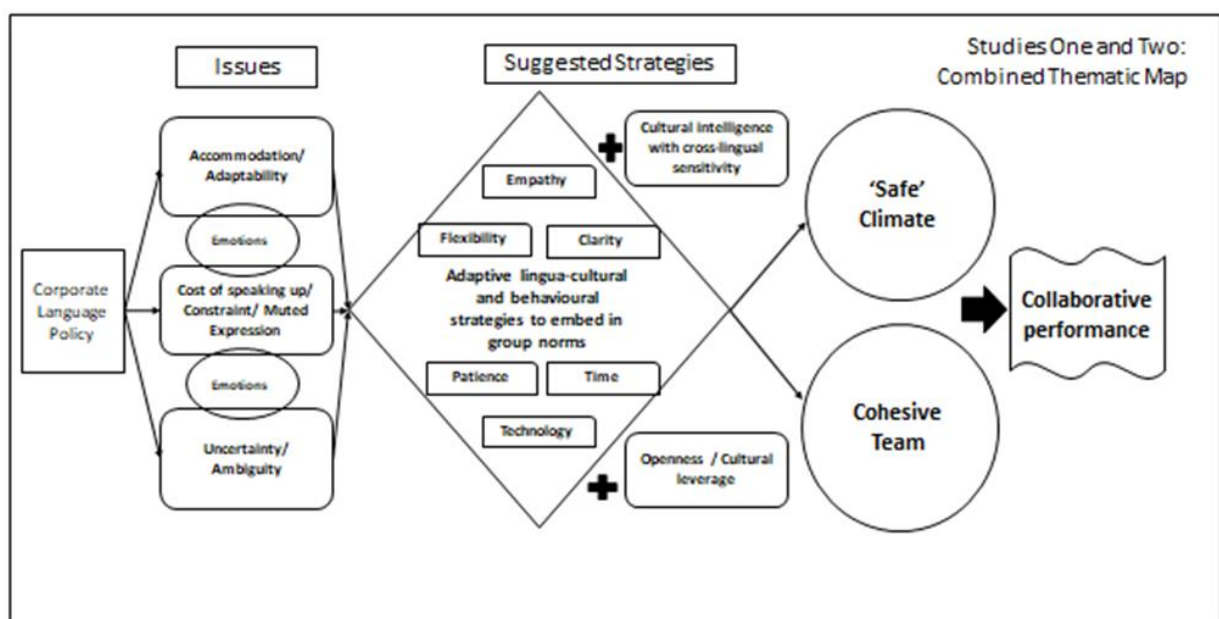 Studies One and Two:
Combined Thematic Map
Issues
Suggested Strategies
Corporate
Language
Policy
Accommodation/
Adaptability
Emotions
Cost of speaking up/
Constraint/ Muted
Expression
Emotions
Uncertainty/
Ambiguity
Empathy
Flexibility
Clarity
Adaptive lingua-cultural
and behavioural
strategies to embed in
group norms
Patience
Time
Technology
Cultural intelligence
with cross-lingual
sensitivity
Openness / Cultural
leverage
‘Safe’
Climate
Cohesive
Team
Collaborative
performance